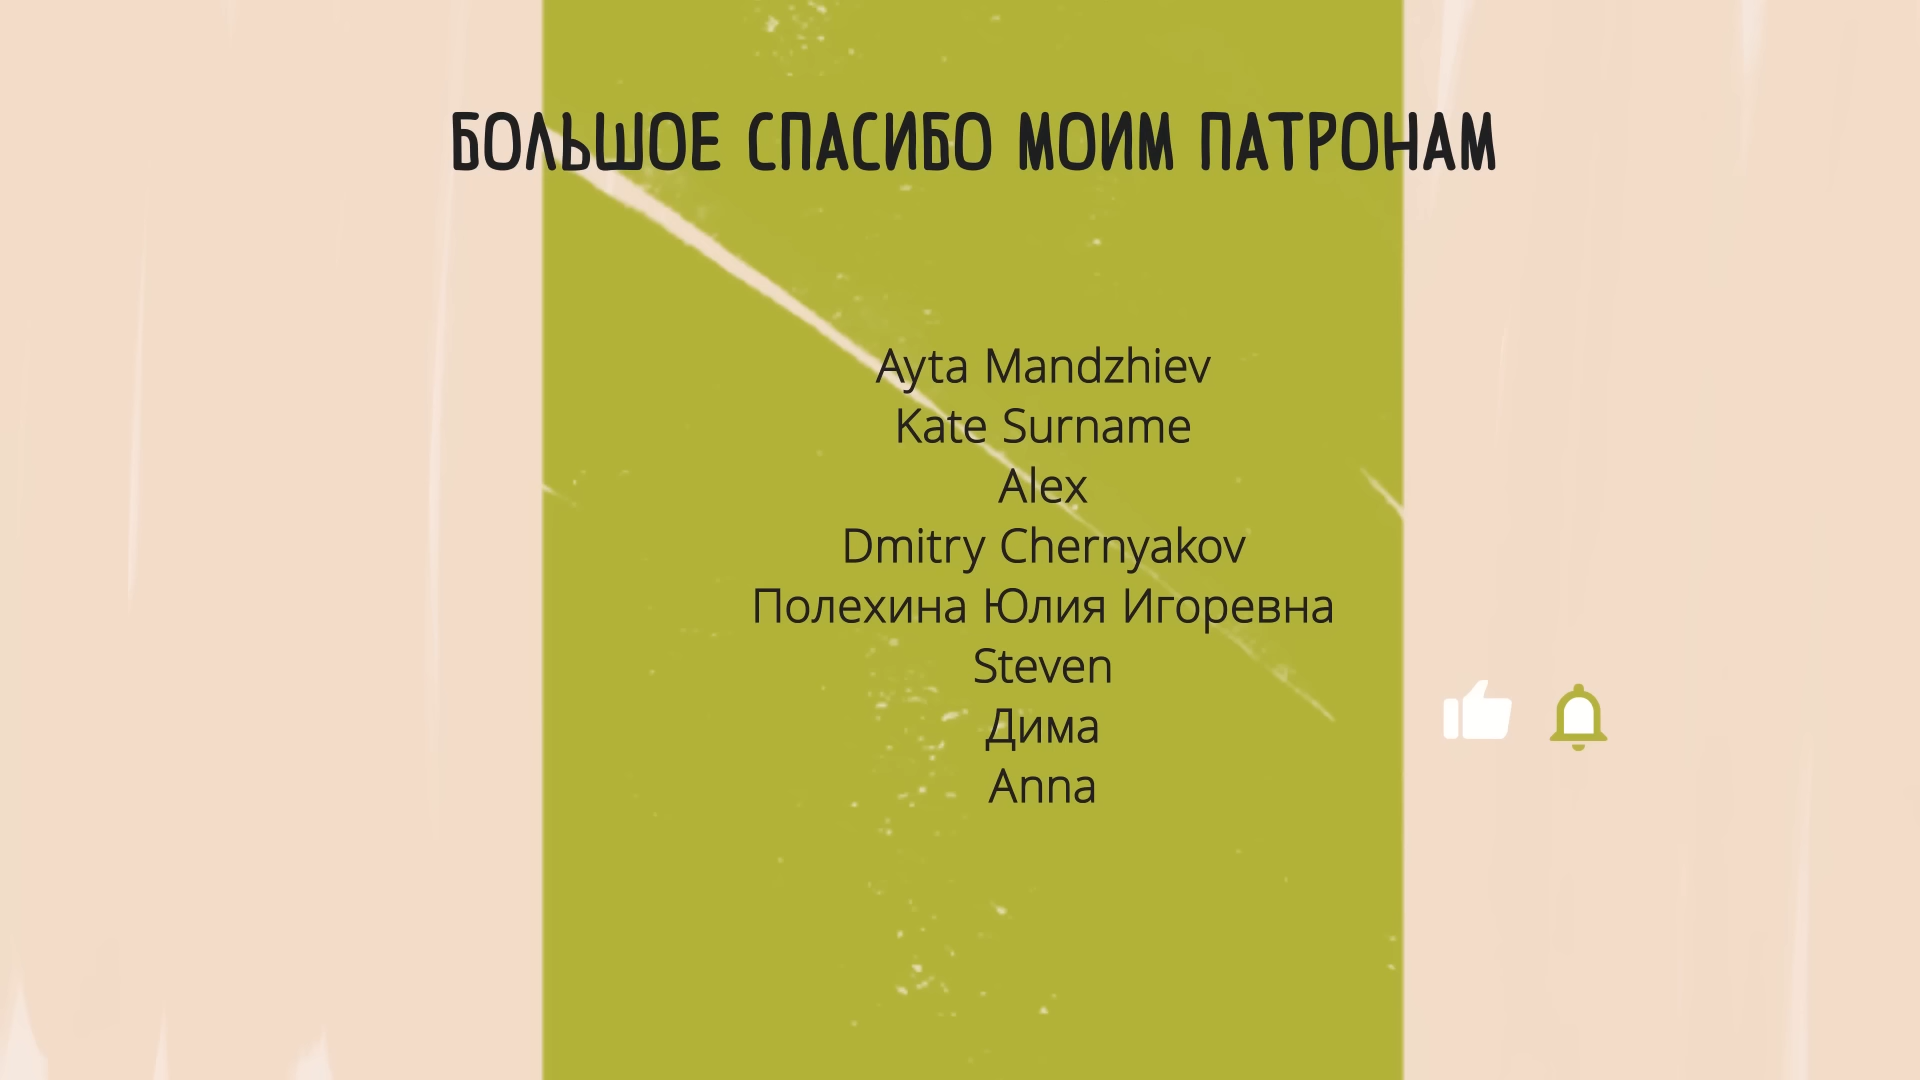 БОЛЬШОЕ СПАСИБО МОИМ ПАТРОНАМ
Ayta Mandzhiev
Kate Surname
Alex
Dmitry Chernyakov
Полехина Юлия Игоревна
Steven
Дима
Anna